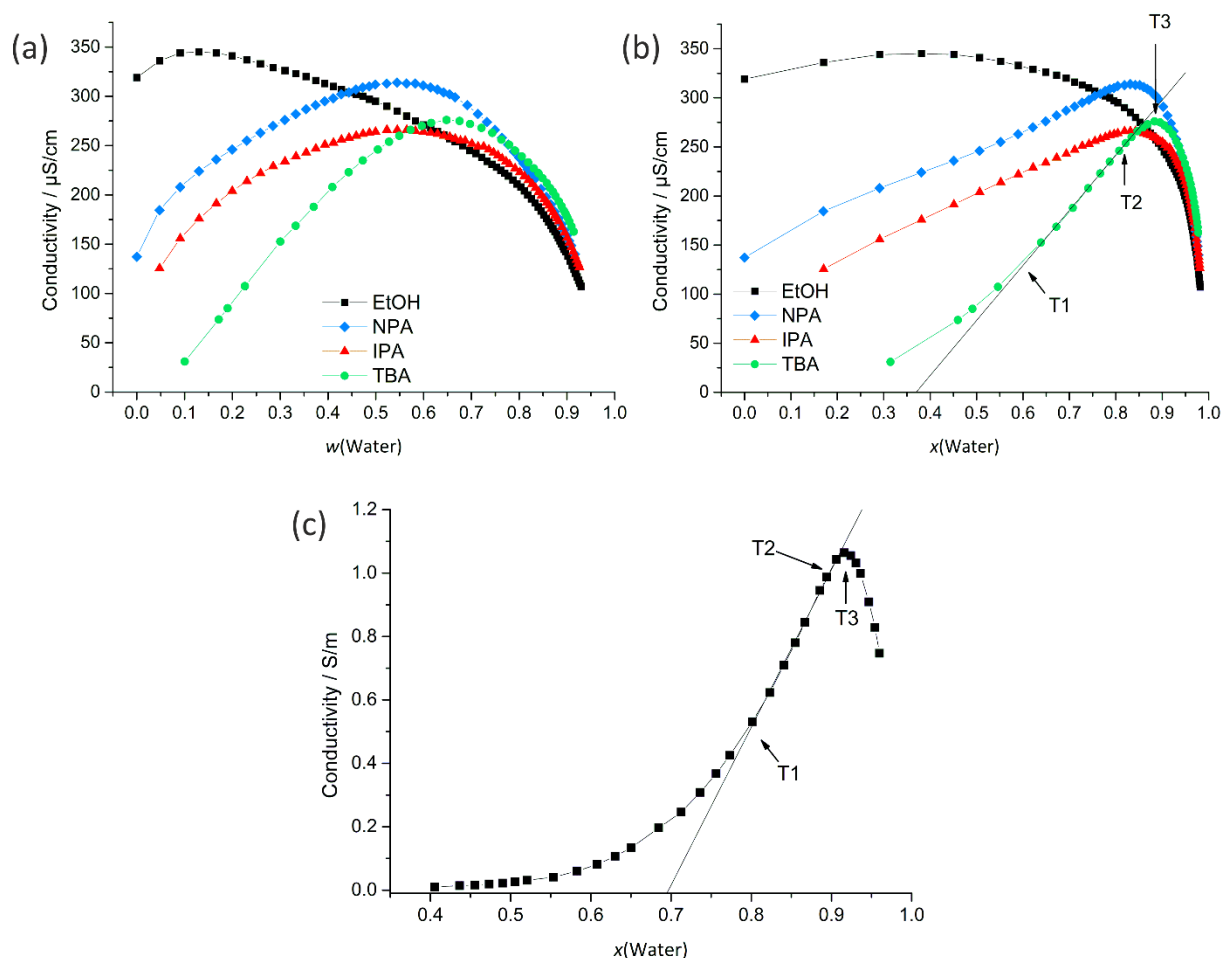 (a)
Conductivity / µS/cm
350
300
250
200
150
100
50
0
EtOH
NPA
IPA
TBA
0.0 0.1 0.2 0.3 0.4 0.5 0.6 0.7 0.8 0.9 1.0
w(Water)
(b)
T3
Conductivity / µS/cm
350
300
250
200
150
100
50
0
T2
T1
EtOH
NPA
IPA
TBA
0.0 0.1 0.2 0.3 0.4 0.5 0.6 0.7 0.8 0.9 1.0
x(Water)
(c)
Conductivity / S/m
1.2
1.0
0.8
0.6
0.4
0.2
0.0
T2
T3
T1
0.4 0.5 0.6 0.7 0.8 0.9 1.0
x(Water)